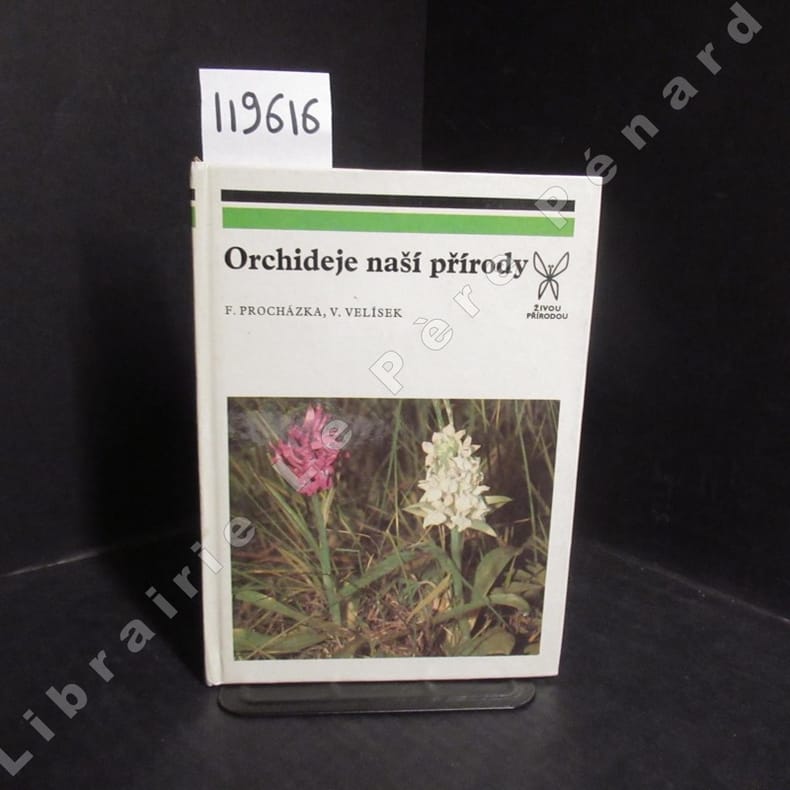 119616
Orchideje naší přírody
F. PROCHÁZKA, V. VELÍSEK
ŽIVOU
PŘÍRODOU
Librairie Le Père Pénard